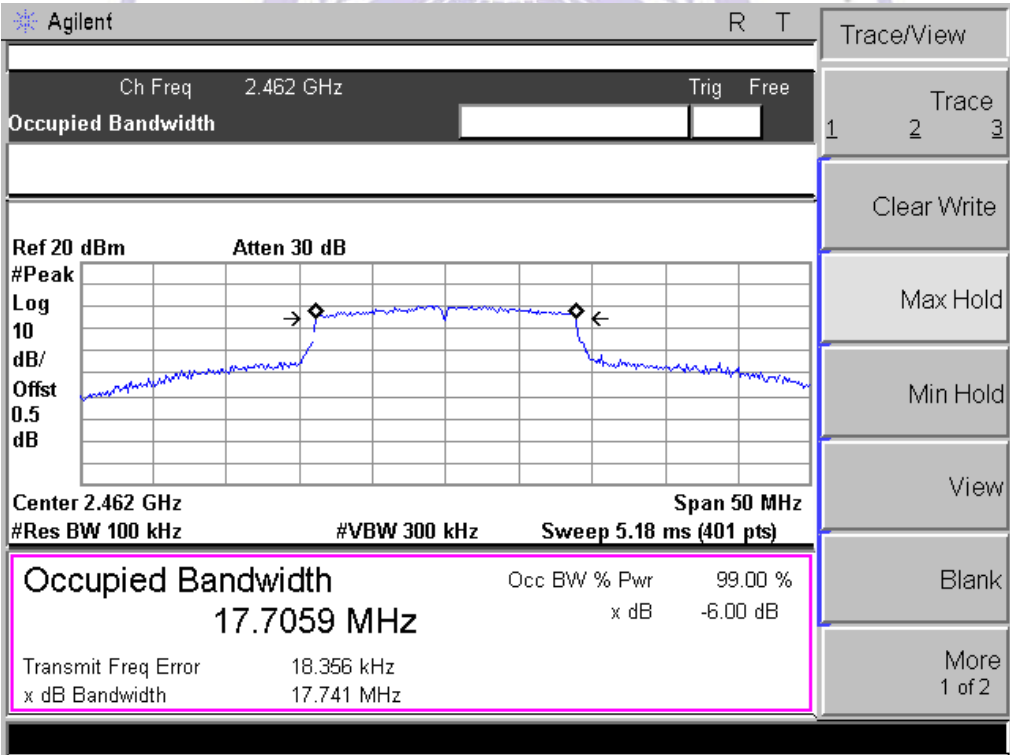 Agilent R T
Trace/View
Ch Freq 2.462 GHz Trig Free
Occupied Bandwidth
Trace
1 2 3
Clear Write
Ref 20 dBm Atten 30 dB
#Peak
Log
10
dB/
Offst
0.5
dB
Max Hold
Min Hold
Center 2.462 GHz Span 50 MHz
#Res BW 100 kHz #VBW 300 kHz Sweep 5.18 ms (401 pts)
View
Occupied Bandwidth Occ BW % Pwr 99.00 %
17.7059 MHz x dB -6.00 dB
Transmit Freq Error 18.356 kHz
x dB Bandwidth 17.741 MHz
Blank
More
1 of 2